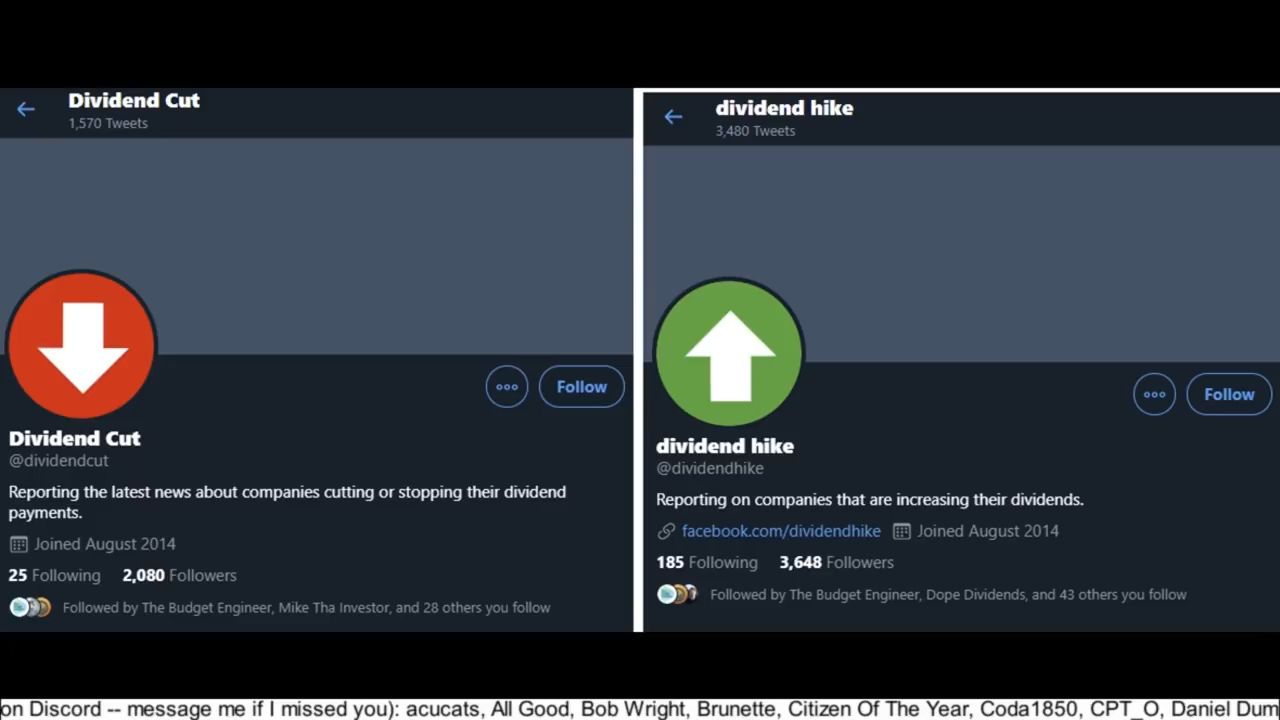 Dividend Cut
1,570 Tweets
Follow
Dividend Cut
@dividendcut
Reporting the latest news about companies cutting or stopping their dividend
payments.
Joined August 2014
25 Following 2,080 Followers
Followed by The Budget Engineer, Mike Tha Investor, and 28 others you follow
dividend hike
3,480 Tweets
Follow
dividend hike
@dividendhike
Reporting on companies that are increasing their dividends.
facebook.com/dividendhike Joined August 2014
185 Following 3,648 Followers
Followed by The Budget Engineer, Dope Dividends, and 43 others you follow
on Discord -- message me if I missed you): acucats, All Good, Bob Wright, Brunette, Citizen Of The Year, Coda1850, CPT_O, Daniel Dum